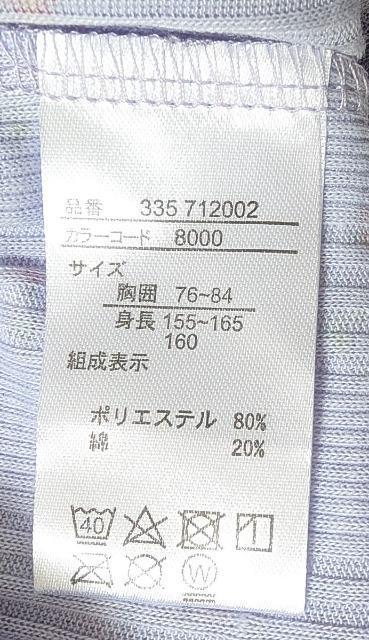 品番 335 712002
カラーコード 8000
サイズ
胸囲 76~84
身長 155~165
160
組成表示
ポリエステル 80%
綿 20%
40
W